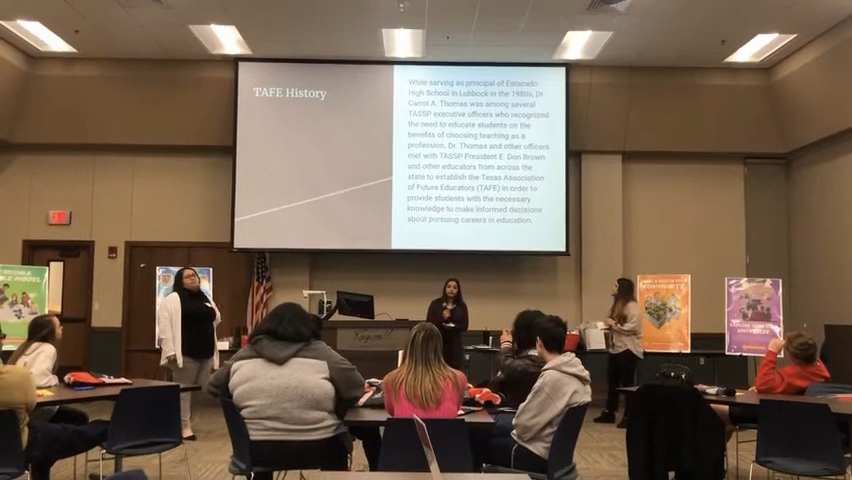 TAFE History
While serving as principal of Estacado
High School in Lubbock in the 1980s, Dr.
Carrol A. Thomas was among several
TASSP executive officers who recognized
the need to educate students on the
benefits of choosing teaching as a
profession. Dr. Thomas and other officers
met with TASSP President E. Don Brown
and other educators from across the
state to establish the Texas Association
of Future Educators (TAFE) in order to
provide students with the necessary
knowledge to make informed decisions
about pursuing careers in education.